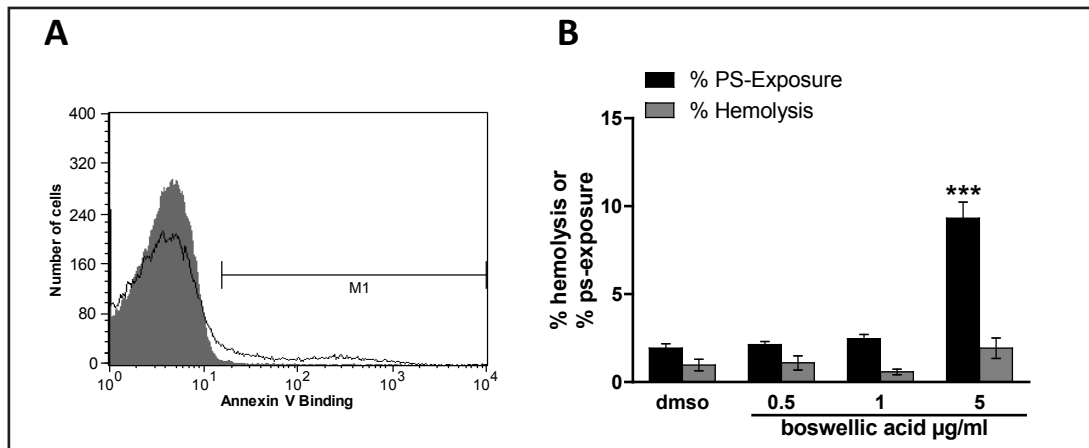 A
400
320
240
160
80
0
Number of cells
M1
10^0 10^1 10^2 10^3 10^4
Annexin V Binding
B
% PS-Exposure
% Hemolysis
15
10
5
0
% hemolysis or
% ps-exposure
***
dmso 0.5 1 5
boswellic acid µg/ml